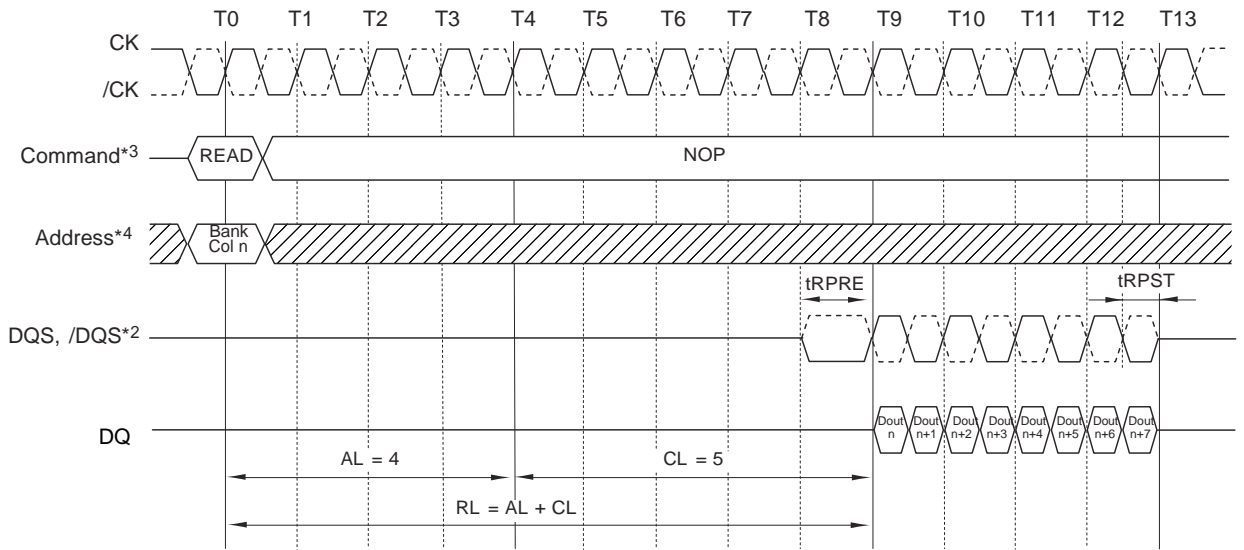 T0 T1 T2 T3 T4 T5 T6 T7 T8 T9 T10 T11 T12 T13
CK
/CK
Command*3 READ NOP
Address*4 Bank
Col n
tRPRE tRPST
DQS, /DQS*2
DQ Dout Dout Dout Dout Dout Dout Dout Dout
n n+1 n+2 n+3 n+4 n+5 n+6 n+7
AL = 4 CL = 5
RL = AL + CL